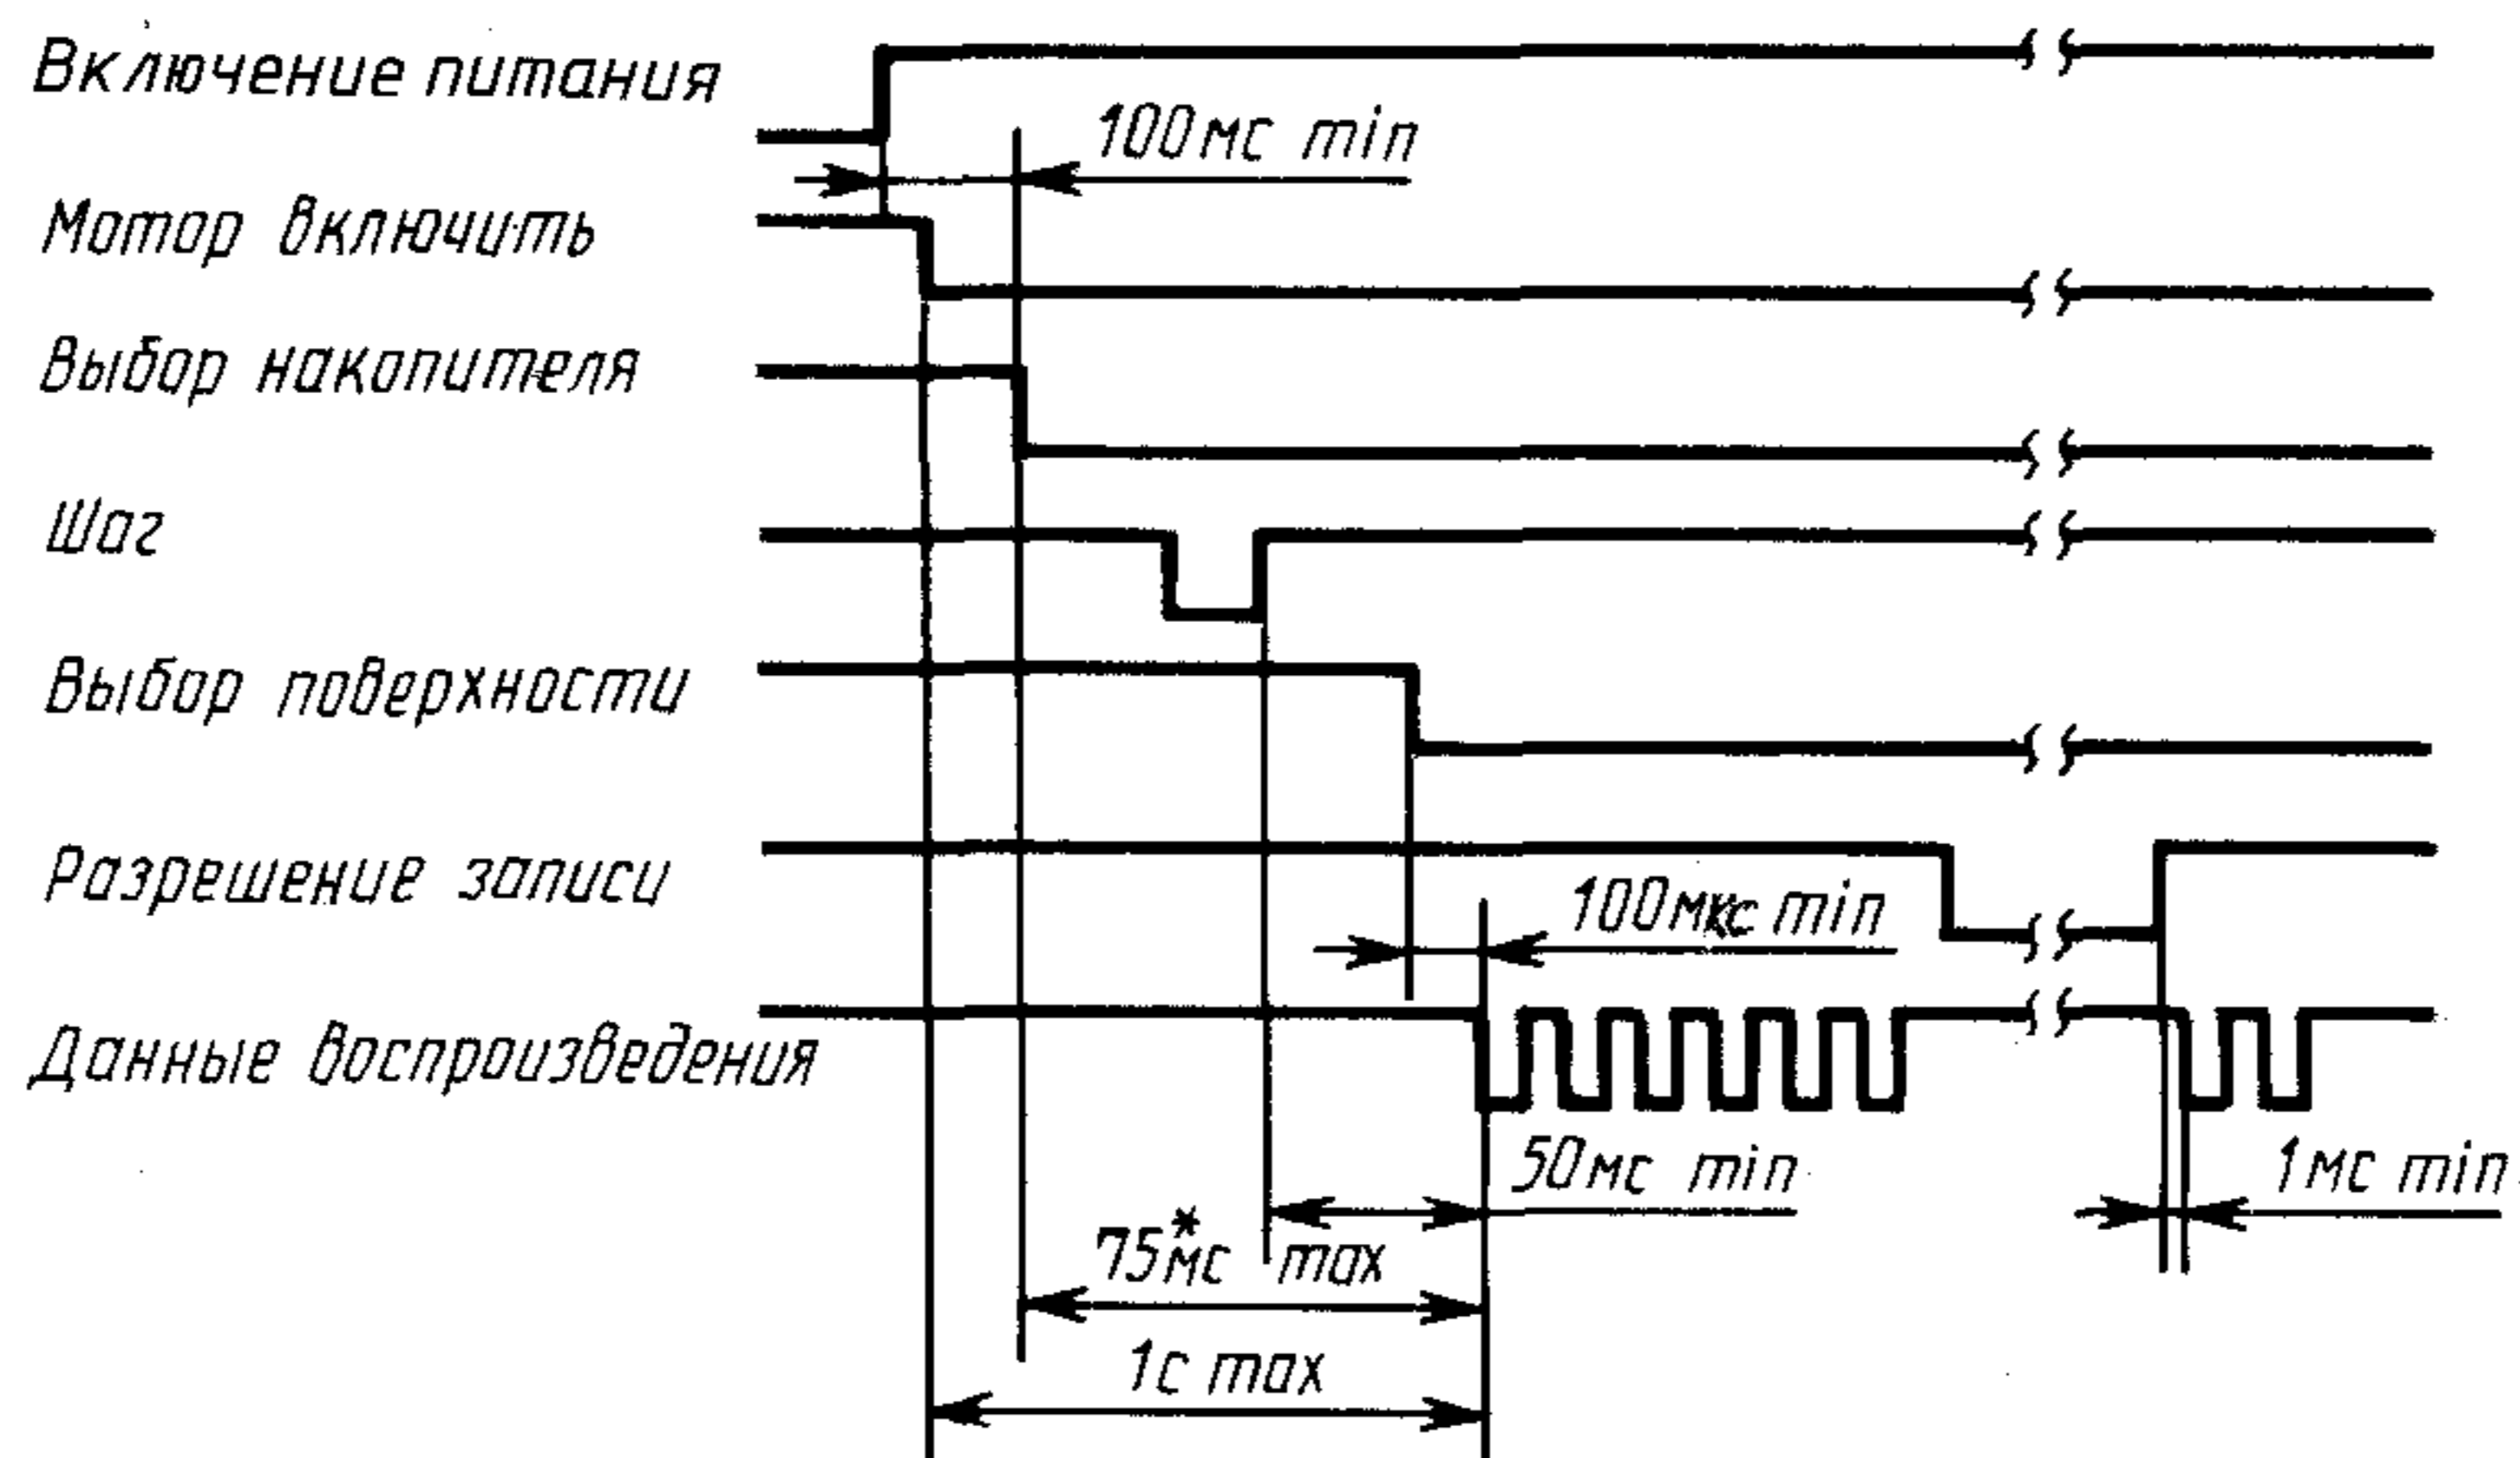 Включение питания
100мс min
Мотор включить
Выбор накопителя
Шаг
Выбор поверхности
Разрешение записи
100мкс min
Данные воспроизведения
50мс min
1мс min
75*мс max
1с max